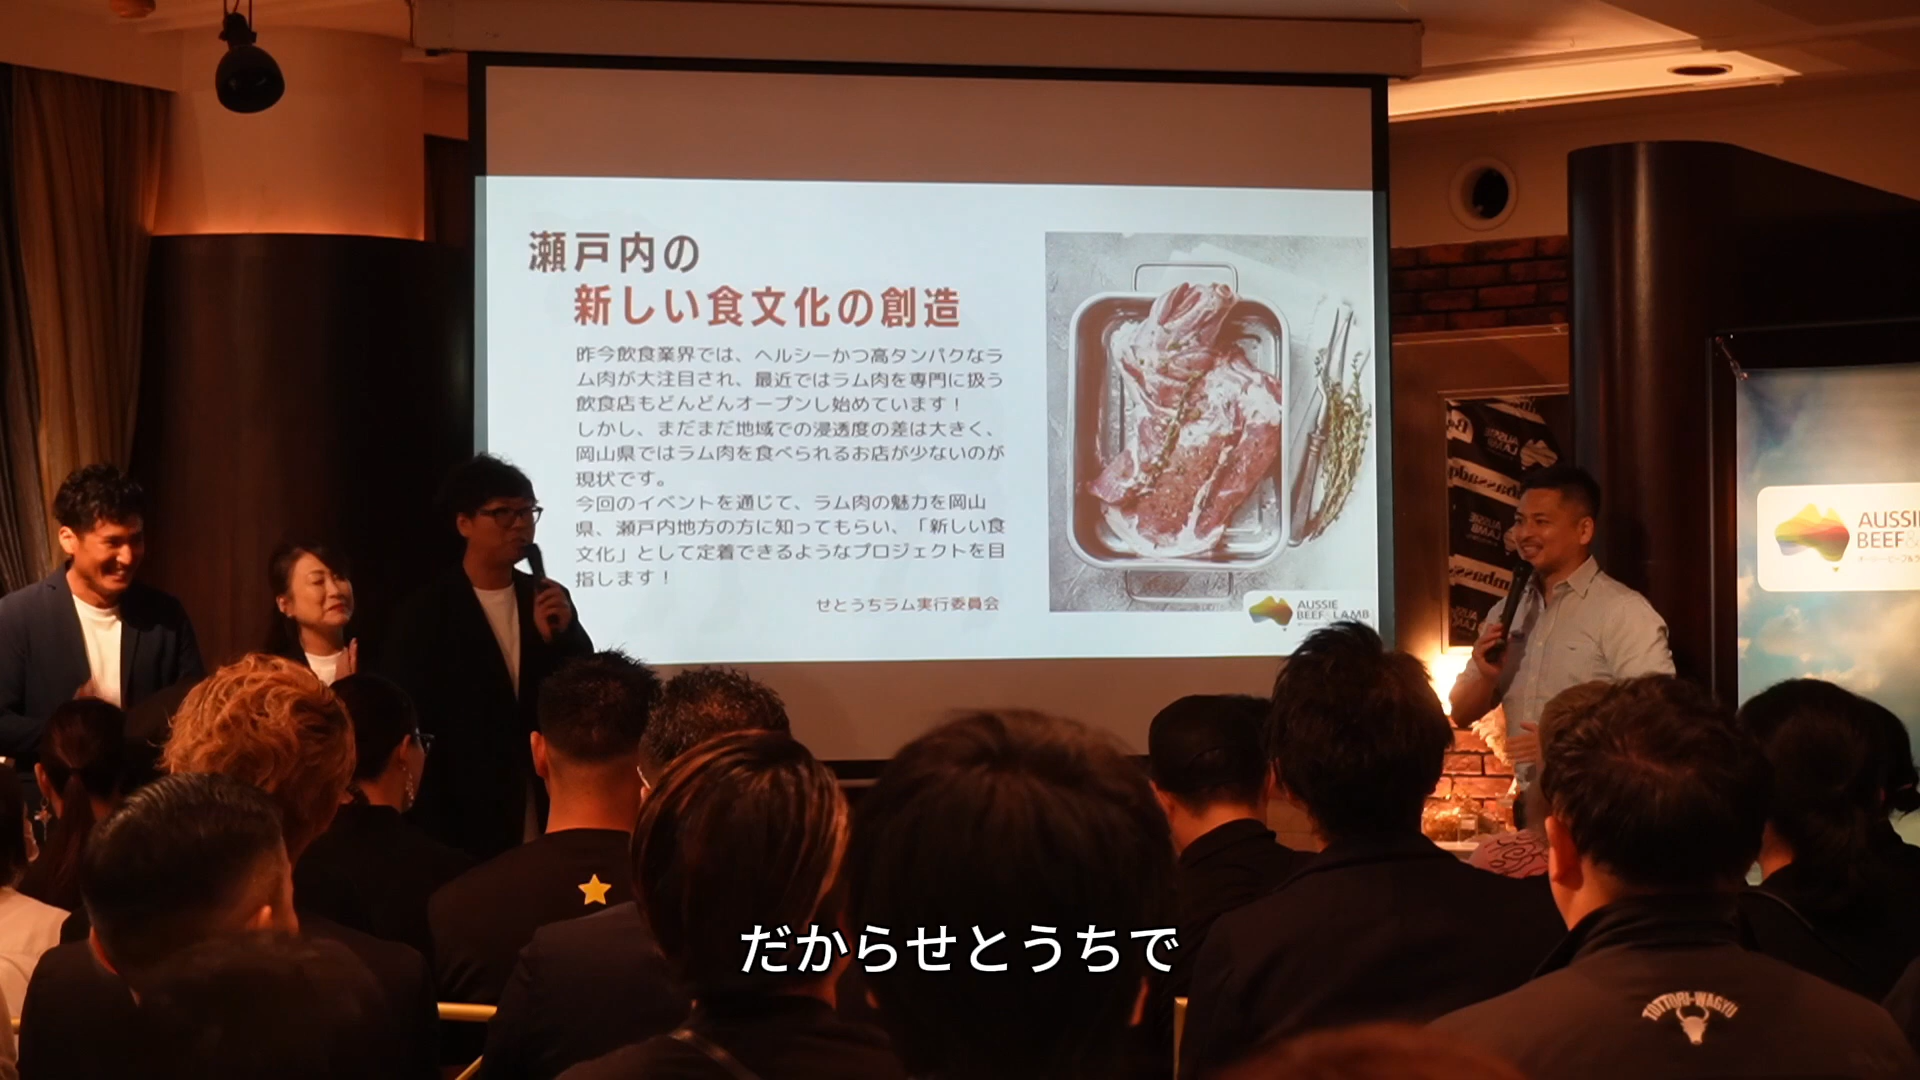 瀬戸内の
新しい食文化の創造
昨今飲食業界では、ヘルシーかつ高タンパクなラ
ム肉が大注目され、最近ではラム肉を専門に扱う
飲食店もどんどんオープンし始めています！
しかし、まだまだ地域での浸透度の差は大きく、
岡山県ではラム肉を食べられるお店が少ないのが
現状です。
今回のイベントを通じて、ラム肉の魅力を岡山
県、瀬戸内地方の方に知ってもらい、「新しい食
文化」として定着できるようなプロジェクトを目
指します！
せとうちラム実行委員会
AUSSIE
BEEF & LAMB
AUSSIE
BEEF
TOTTORI-WAGYU
だからせとうちで